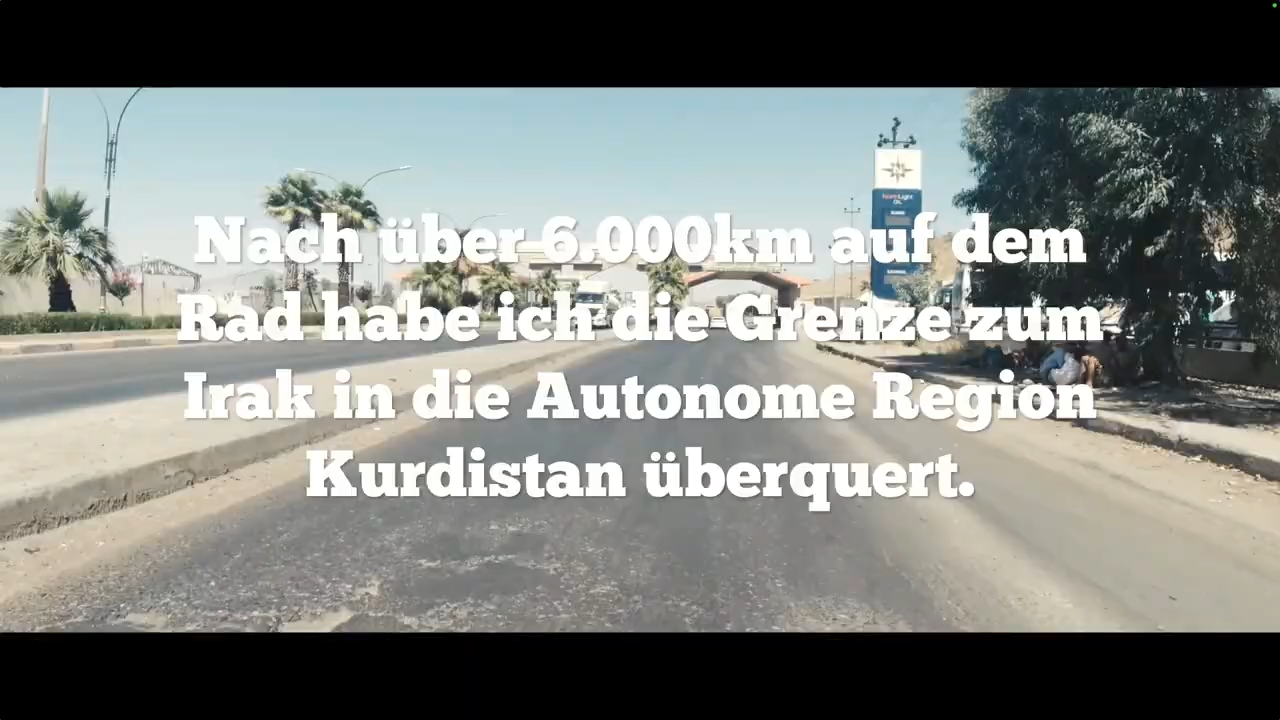 Nach über 6.000km auf dem
Rad habe ich die Grenze zum
Irak in die Autonome Region
Kurdistan überquert.